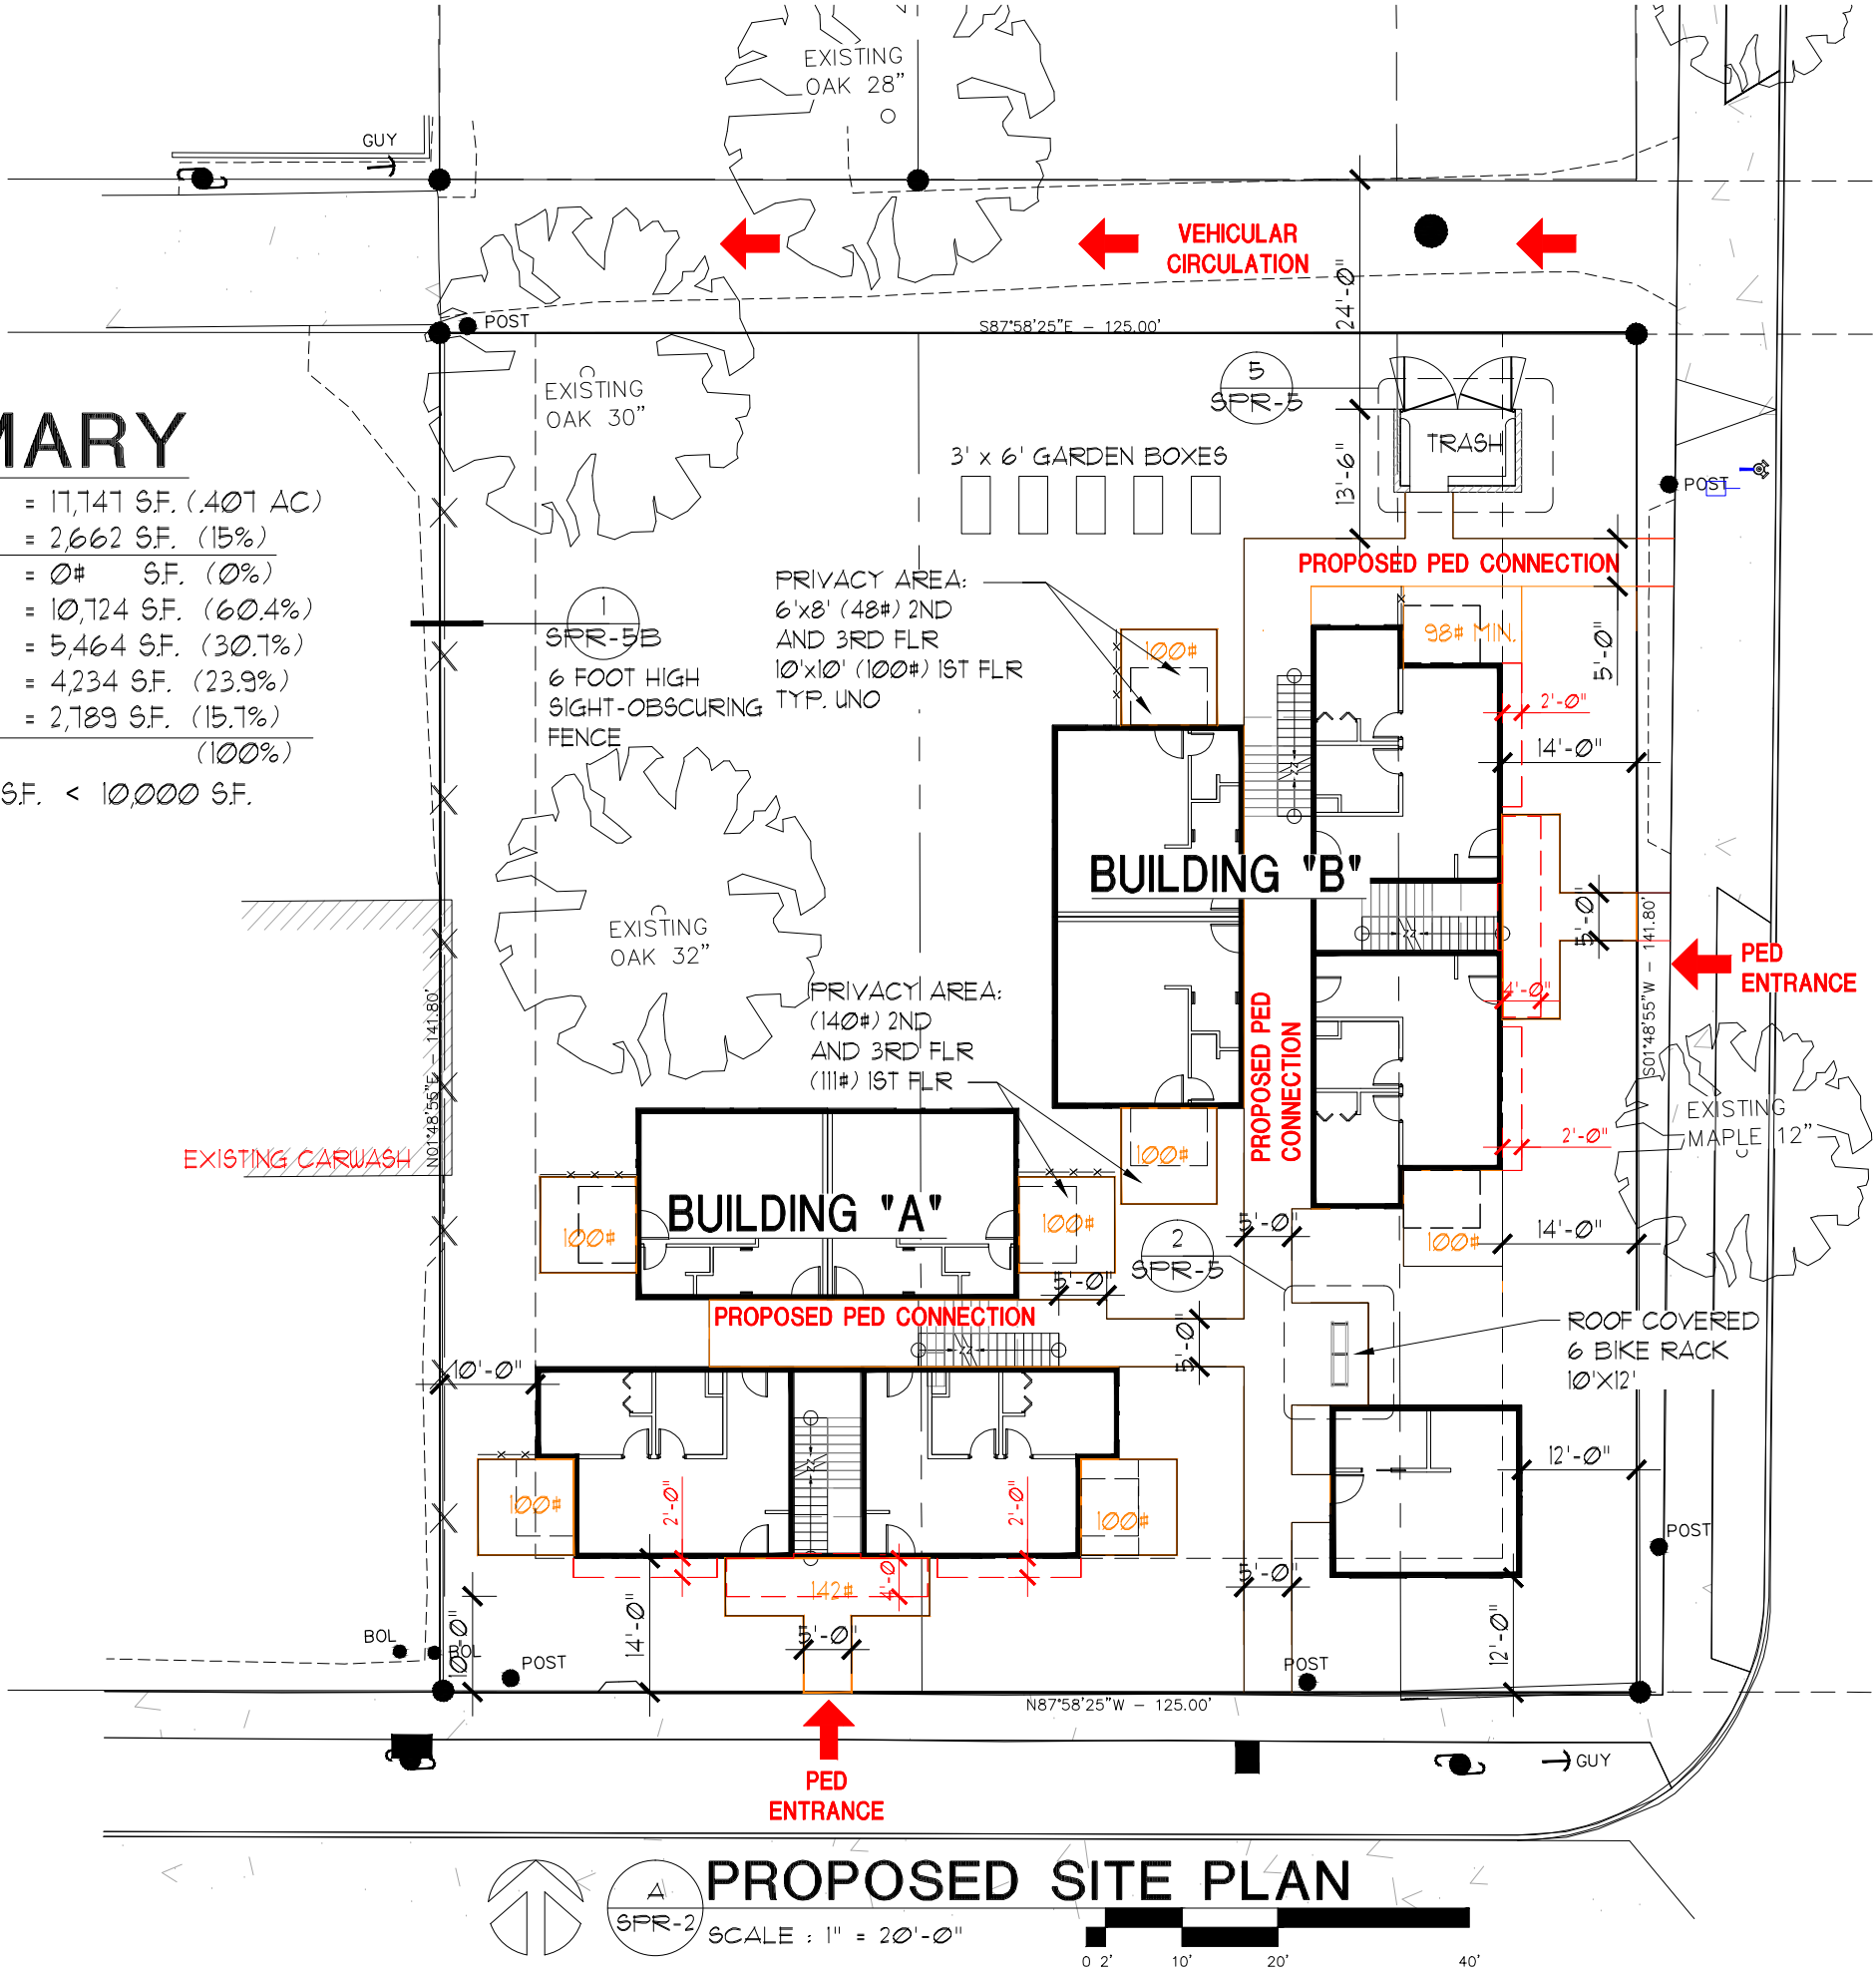 EXISTING
OAK 28"
GUY
VEHICULAR
CIRCULATION
24'-0"
POST
S87°58'25"E - 125.00'
EXISTING
OAK 30"
5
SPR-5
TRASH
13'-6"
3' x 6' GARDEN BOXES
POST
MARY
= 17,747 S.F. (.407 AC)
= 2,662 S.F. (15%)
= 0# S.F. (0%)
= 10,724 S.F. (60.4%)
= 5,464 S.F. (30.7%)
= 4,234 S.F. (23.9%)
= 2,789 S.F. (15.7%)
(100%)
S.F. < 10,000 S.F.
PROPOSED PED CONNECTION
1
SPR-5B
6 FOOT HIGH
SIGHT-OBSCURING
FENCE
PRIVACY AREA:
6'x8' (48#) 2ND
AND 3RD FLR
10'x10' (100#) 1ST FLR
TYP. UNO
100#
98# MIN.
5'-0"
2'-0"
14'-0"
BUILDING "B"
EXISTING
OAK 32"
5'-0"
S01°48'55"W - 141.80'
PED
ENTRANCE
4'-0"
PRIVACY AREA:
(140#) 2ND
AND 3RD FLR
(111#) 1ST FLR
N01°48'55"E - 141.80'
PROPOSED PED
CONNECTION
EXISTING
MAPLE 12"
2'-0"
EXISTING CARWASH
100#
BUILDING "A"
100#
100#
100#
5'-0"
14'-0"
2
SPR-5
5'-0"
PROPOSED PED CONNECTION
5'-0"
ROOF COVERED
6 BIKE RACK
10'X12'
10'-0"
12'-0"
100#
2'-0"
2'-0"
100#
POST
142#
4'-0"
5'-0"
10'-0"
14'-0"
5'-0"
12'-0"
BOL
BOL
POST
POST
N87°58'25"W - 125.00'
PED
ENTRANCE
GUY
A
SPR-2
PROPOSED SITE PLAN
SCALE : 1" = 20'-0"
0 2' 10' 20' 40'